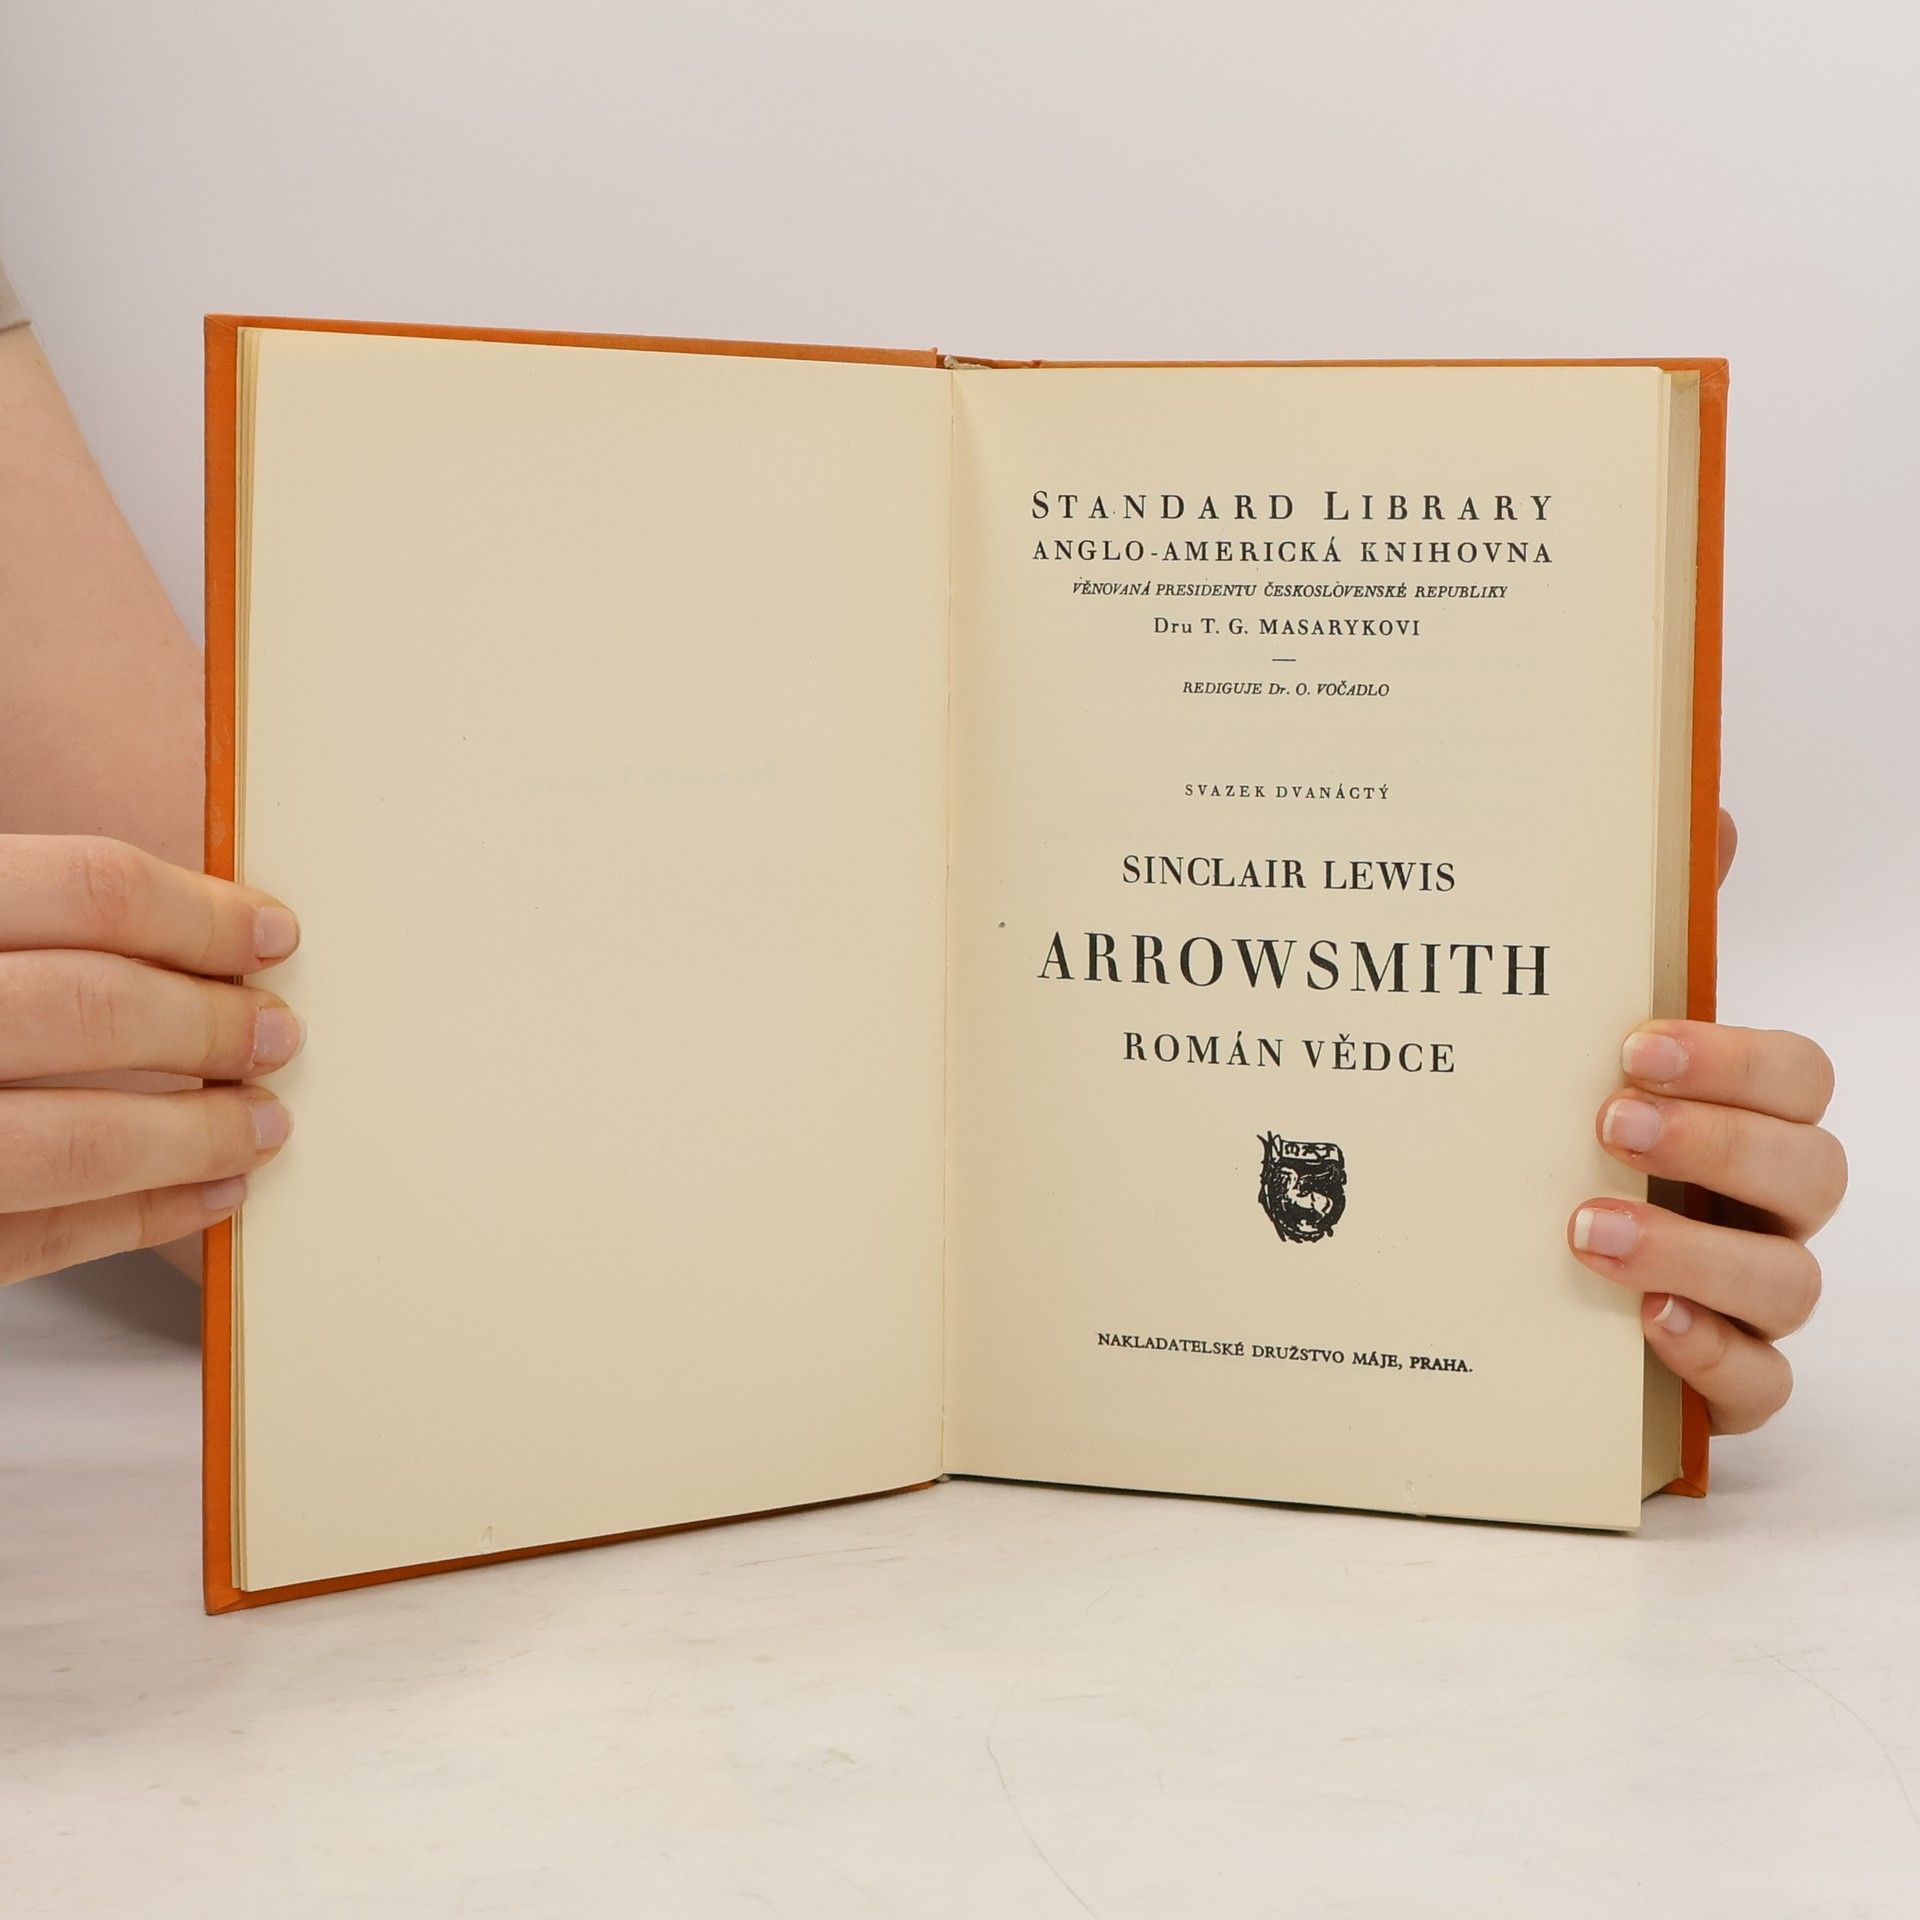 STANDARD LIBRARY
ANGLO-AMERICKÁ KNIHOVNA
VĚNOVANÁ PRESIDENTU ČESKOSLOVENSKÉ REPUBLIKY
Dru T. G. MASARYKOVI
REDIGUJE Dr. O. VOČADLO
SVAZEK DVANÁCTÝ
SINCLAIR LEWIS
ARROWSMITH
ROMÁN VĚDCE
NAKLADATELSKÉ DRUŽSTVO MÁJE, PRAHA.